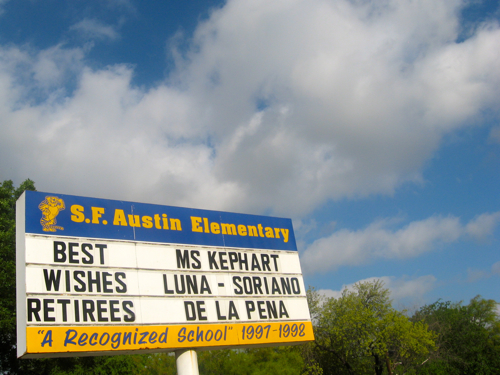 S.F. Austin Elementary
BEST MS KEPHART
WISHES LUNA - SORIANO
RETIREES DE LA PENA
"A Recognized School" 1997-1998